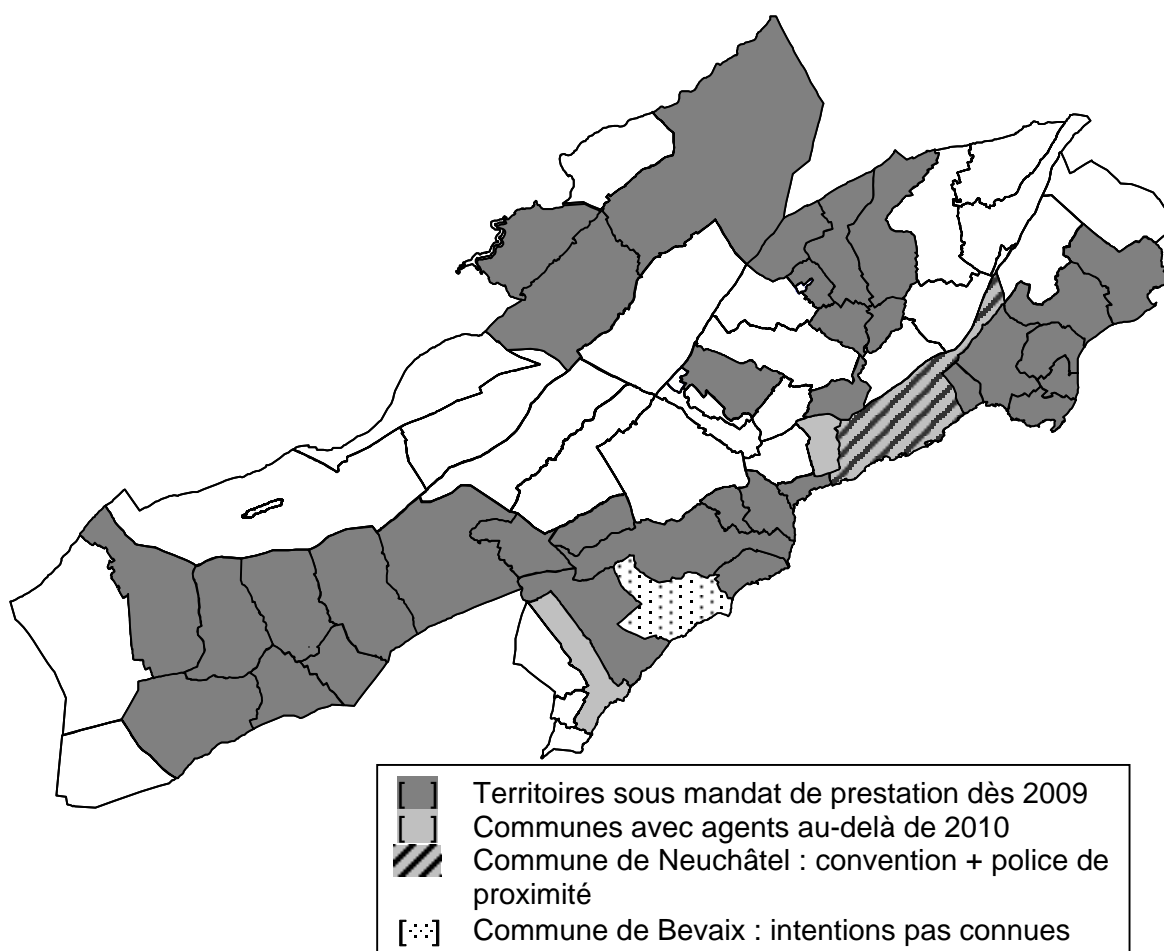 [ ] Territoires sous mandat de prestation dès 2009
[ ] Communes avec agents au-delà de 2010
Commune de Neuchâtel : convention + police de
proximité
[ ] Commune de Bevaix : intentions pas connues